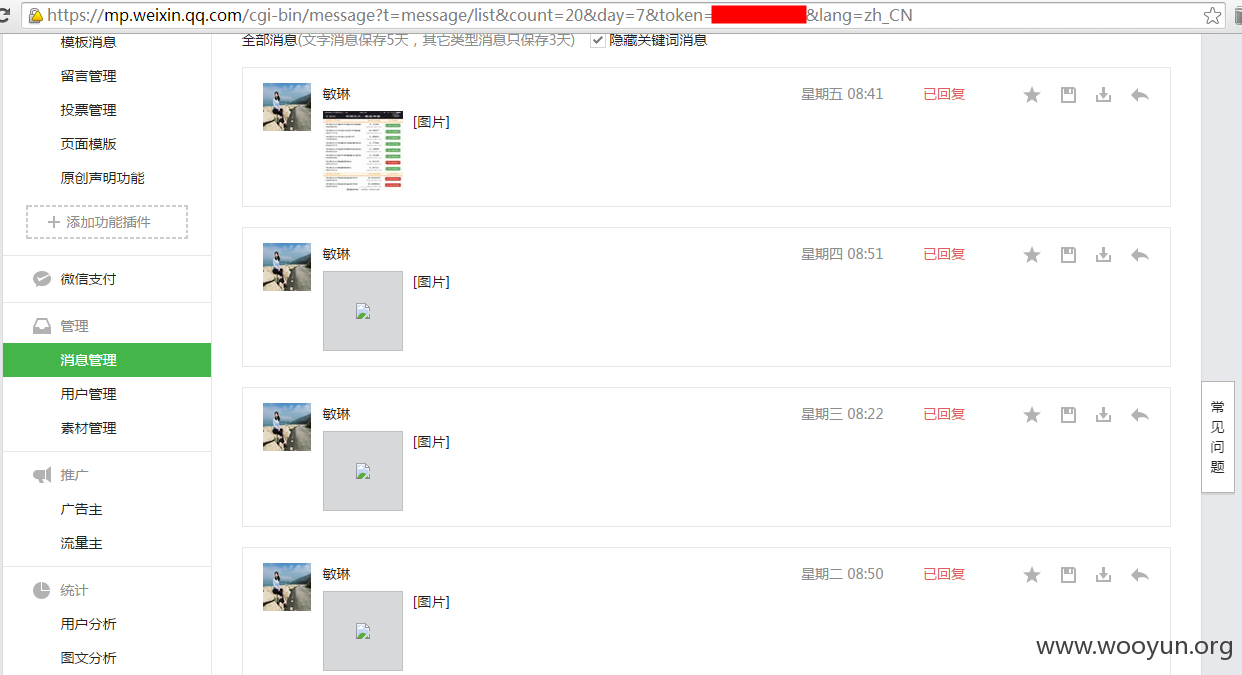 https://mp.weixin.qq.com/cgi-bin/message?t=message/list&count=20&day=7&token=
&lang=zh_CN
模板消息
留言管理
投票管理
页面模版
原创声明功能
添加功能插件
微信支付
管理
消息管理
用户管理
素材管理
推广
广告主
流量主
统计
用户分析
图文分析
全部消息(文字消息保存5天，其它类型消息只保存3天) 隐藏关键词消息
敏琳 星期五 08:41 已回复
[图片]
敏琳 星期四 08:51 已回复
[图片]
敏琳 星期三 08:22 已回复
[图片]
敏琳 星期二 08:50 已回复
[图片]
常
见
问
题
www.wooyun.org